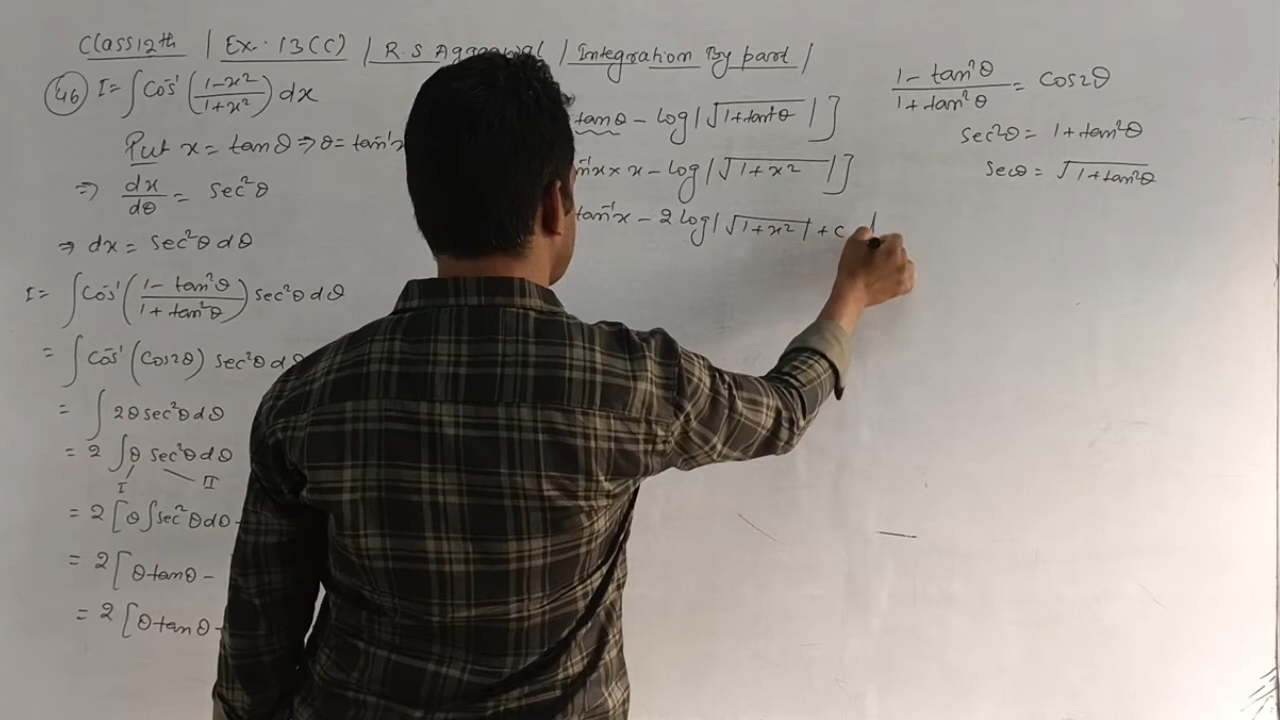 Class 12th | Ex. 13(C) | R.S Aggarwal | Integration By part |
46 I = ∫ Cos⁻¹ (1-x²/1+x²) dx
Put x = tanθ ⇒ θ = tan⁻¹x
⇒ dx/dθ = Sec²θ
⇒ dx = Sec²θ dθ
I = ∫ Cos⁻¹ (1 - tan²θ/1 + tan²θ) sec²θ dθ
= ∫ Cos⁻¹ (Cos2θ) Sec²θ d
= ∫ 2θ sec²θ dθ
= 2 ∫ θ Sec²θ dθ
I II
= 2 [θ ∫ Sec²θ dθ -
= 2 [θ tanθ -
= 2 [θ tanθ -
tanθ - log|√1+tan²θ|]
x × x - log|√1+x²|]
tan⁻¹x - 2 log|√1+x²| + c
1 - tan²θ/1 + tan²θ = Cos2θ
Sec²θ = 1 + tan²θ
Secθ = √1+tan²θ